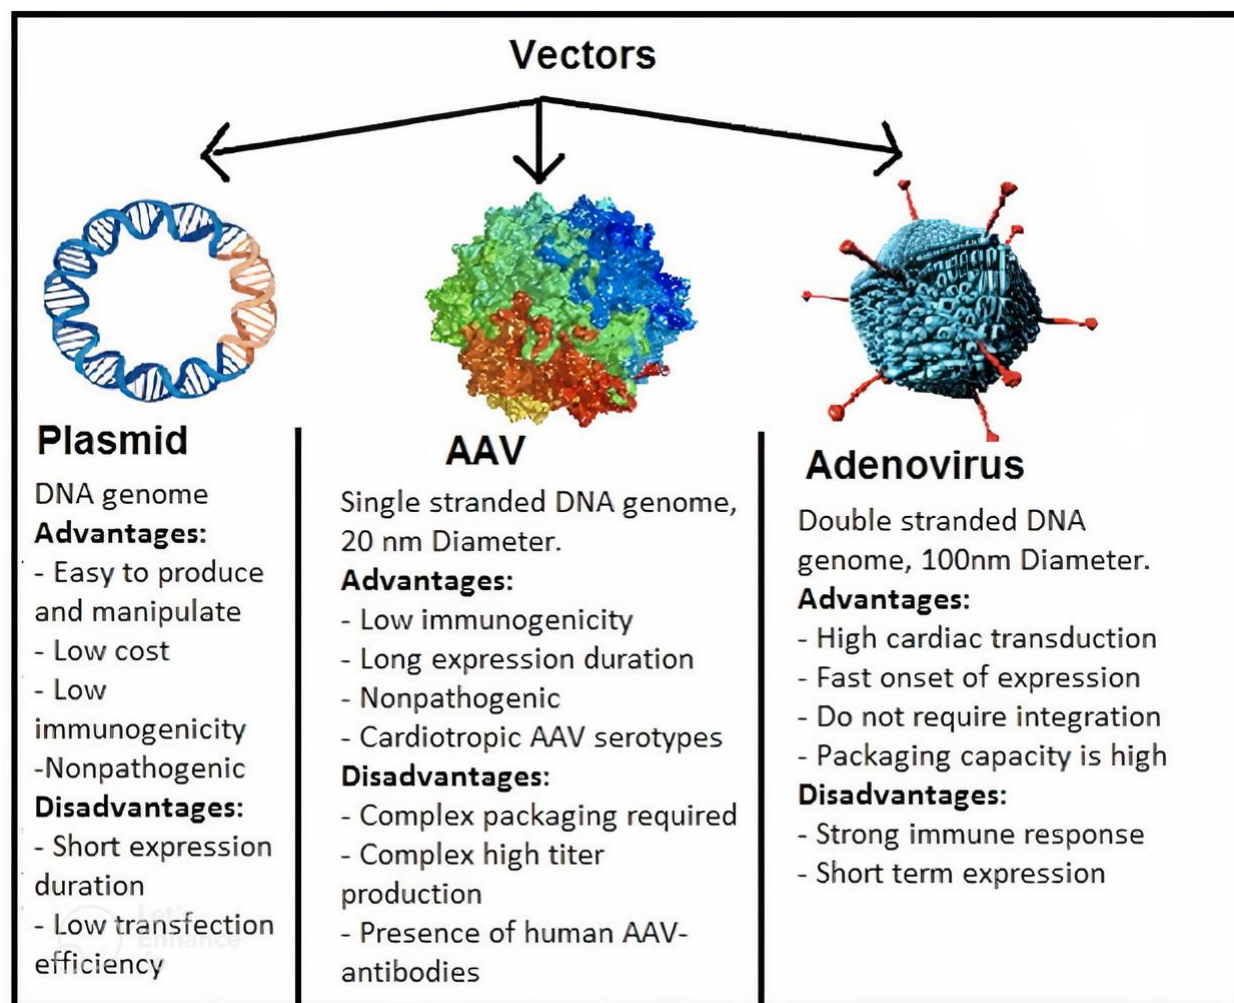 Vectors
Plasmid
DNA genome
Advantages:
- Easy to produce
and manipulate
- Low cost
- Low
immunogenicity
-Nonpathogenic
Disadvantages:
- Short expression
duration
- Low transfection
efficiency
Let's
Enhance
AAV
Single stranded DNA genome,
20 nm Diameter.
Advantages:
- Low immunogenicity
- Long expression duration
- Nonpathogenic
- Cardiotropic AAV serotypes
Disadvantages:
- Complex packaging required
- Complex high titer
production
- Presence of human AAV-
antibodies
Adenovirus
Double stranded DNA
genome, 100nm Diameter.
Advantages:
- High cardiac transduction
- Fast onset of expression
- Do not require integration
- Packaging capacity is high
Disadvantages:
- Strong immune response
- Short term expression